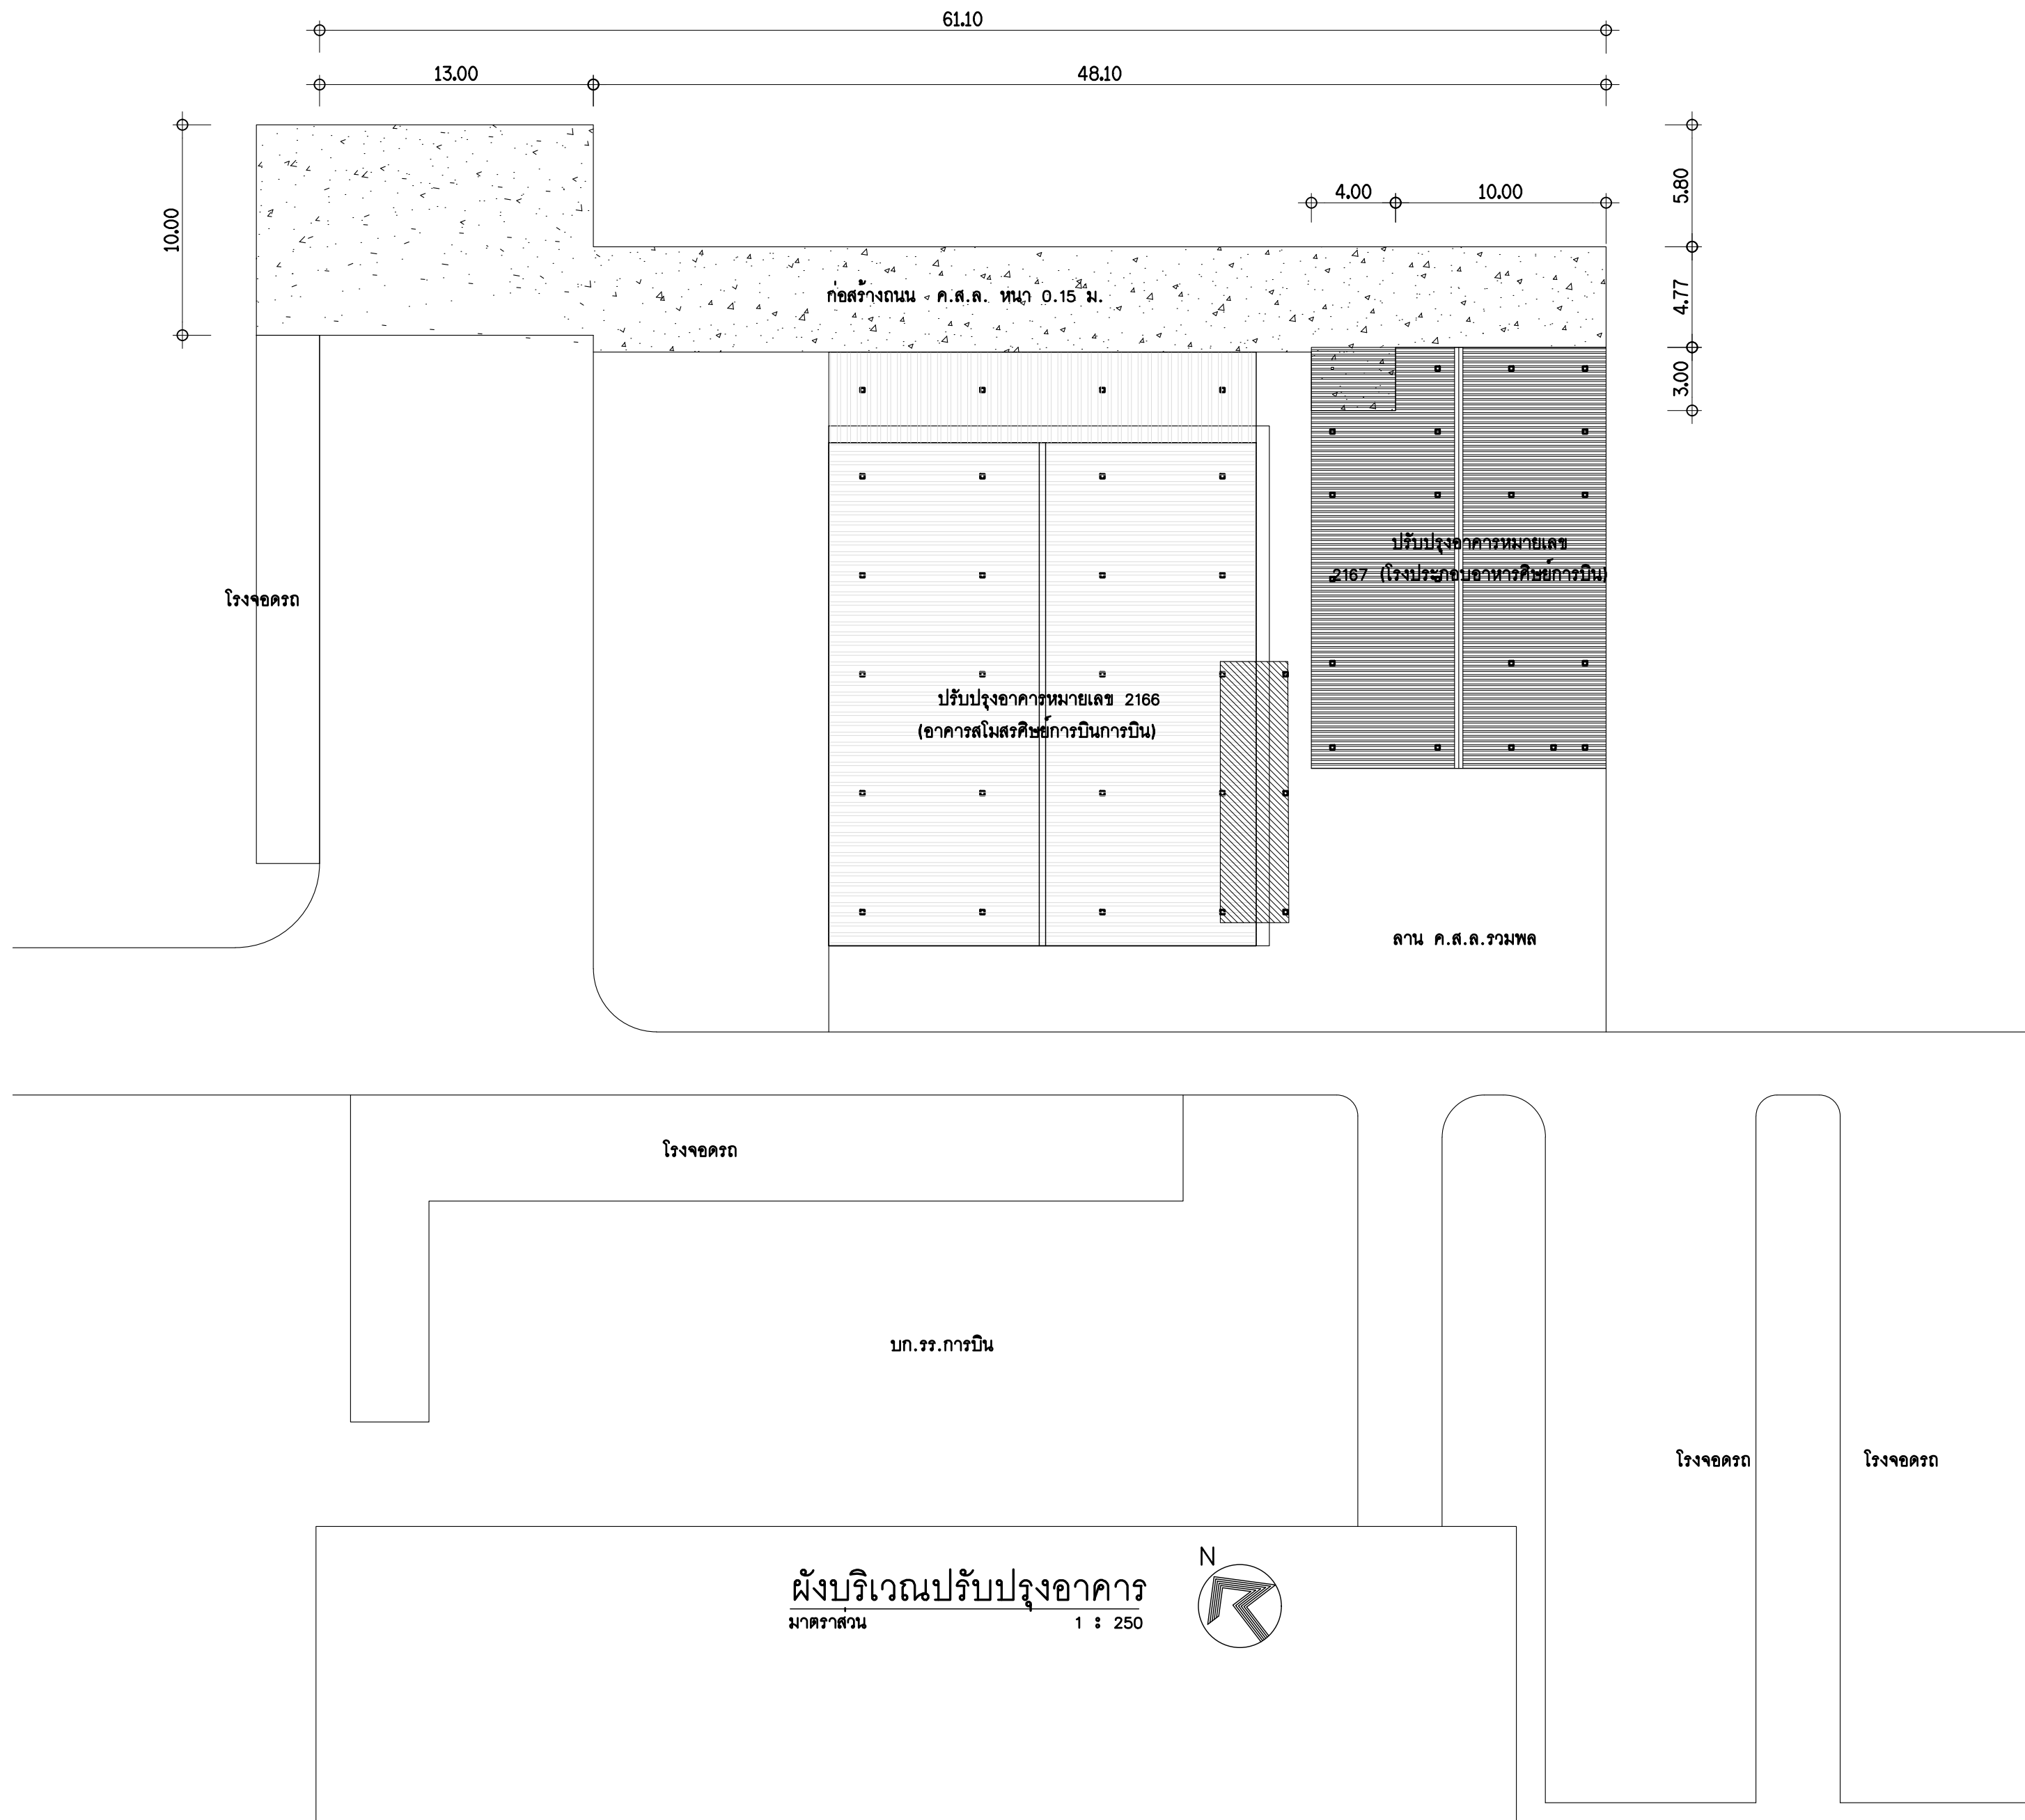 61.10
13.00
48.10
4.00
10.00
5.80
10.00
4.77
ก่อสร้างถนน ค.ส.ล. หนา 0.15 ม.
3.00
ปรับปรุงอาคารหมายเลข
2167 (โรงประกอบอาหารศิษย์การบิน)
โรงจอดรถ
ปรับปรุงอาคารหมายเลข 2166
(อาคารสโมสรศิษย์การบินการบิน)
ลาน ค.ส.ล.รวมพล
โรงจอดรถ
บก.รร.การบิน
โรงจอดรถ
โรงจอดรถ
N
ผังบริเวณปรับปรุงอาคาร
มาตราส่วน 1 : 250